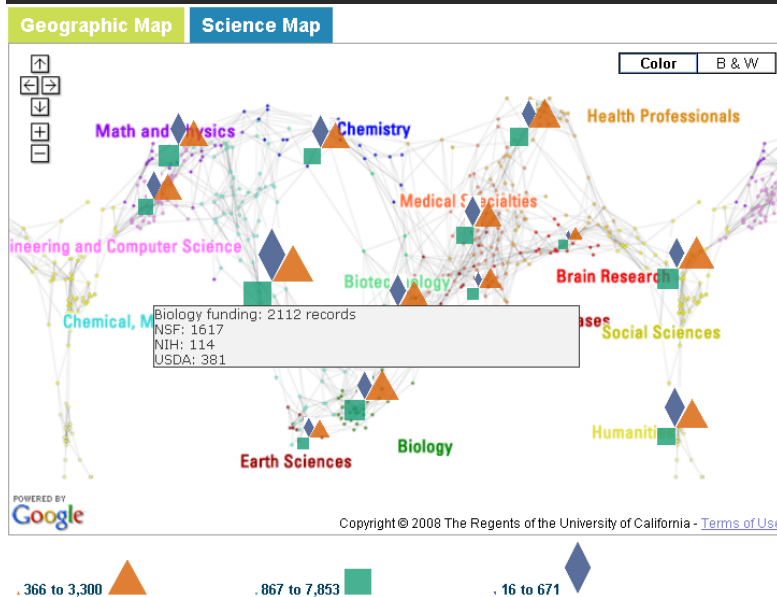 Geographic Map
Science Map
Color
B & W
Math and Physics
Chemistry
Health Professionals
Medical Specialties
ineering and Computer Science
Biotechnology
Brain Research
Chemical, M
ases
Social Sciences
Biology funding: 2112 records
NSF: 1617
NIH: 114
USDA: 381
Humanities
Biology
Earth Sciences
POWERED BY
Google
Copyright © 2008 The Regents of the University of California - Terms of Use
366 to 3,300
867 to 7,853
16 to 671